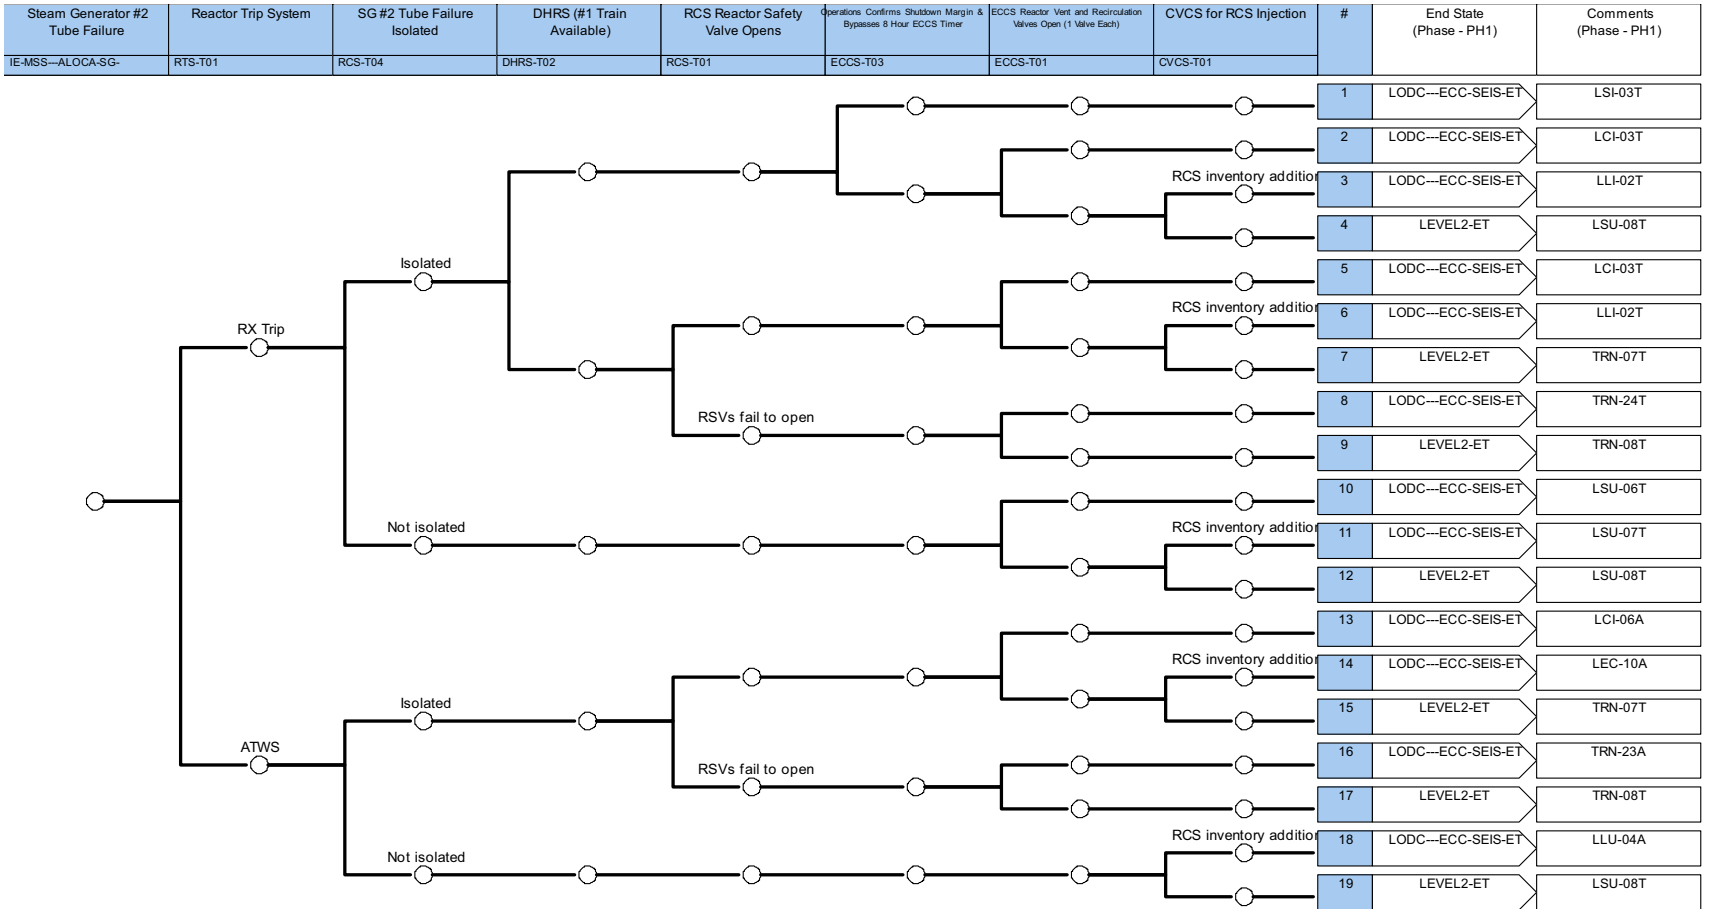 Steam Generator #2
Tube Failure
Reactor Trip System
SG #2 Tube Failure
Isolated
DHRS (#1 Train
Available)
RCS Reactor Safety
Valve Opens
Operations Confirms Shutdown Margin &
Bypasses 8 Hour ECCS Timer
ECCS Reactor Vent and Recirculation
Valves Open (1 Valve Each)
CVCS for RCS Injection
#
End State
(Phase - PH1)
Comments
(Phase - PH1)
IE-MSS---ALOCA-SG-
RTS-T01
RCS-T04
DHRS-T02
RCS-T01
ECCS-T03
ECCS-T01
CVCS-T01
1 LODC---ECC-SEIS-ET LSI-03T
2 LODC---ECC-SEIS-ET LCI-03T
RCS inventory addition
3 LODC---ECC-SEIS-ET LLI-02T
4 LEVEL2-ET LSU-08T
Isolated
5 LODC---ECC-SEIS-ET LCI-03T
RCS inventory addition
6 LODC---ECC-SEIS-ET LLI-02T
RX Trip
7 LEVEL2-ET TRN-07T
RSVs fail to open
8 LODC---ECC-SEIS-ET TRN-24T
9 LEVEL2-ET TRN-08T
10 LODC---ECC-SEIS-ET LSU-06T
Not isolated
RCS inventory addition
11 LODC---ECC-SEIS-ET LSU-07T
12 LEVEL2-ET LSU-08T
13 LODC---ECC-SEIS-ET LCI-06A
RCS inventory addition
14 LODC---ECC-SEIS-ET LEC-10A
Isolated
15 LEVEL2-ET TRN-07T
ATWS
16 LODC---ECC-SEIS-ET TRN-23A
RSVs fail to open
17 LEVEL2-ET TRN-08T
RCS inventory addition
18 LODC---ECC-SEIS-ET LLU-04A
Not isolated
19 LEVEL2-ET LSU-08T